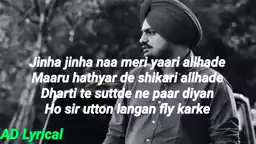 Jinha jinha naa meri yaari allhade
Maaru hathyar de shikari allhade
Dharti te suttde ne paar diyan
Ho sir utton langan fly karke
AD Lyrical